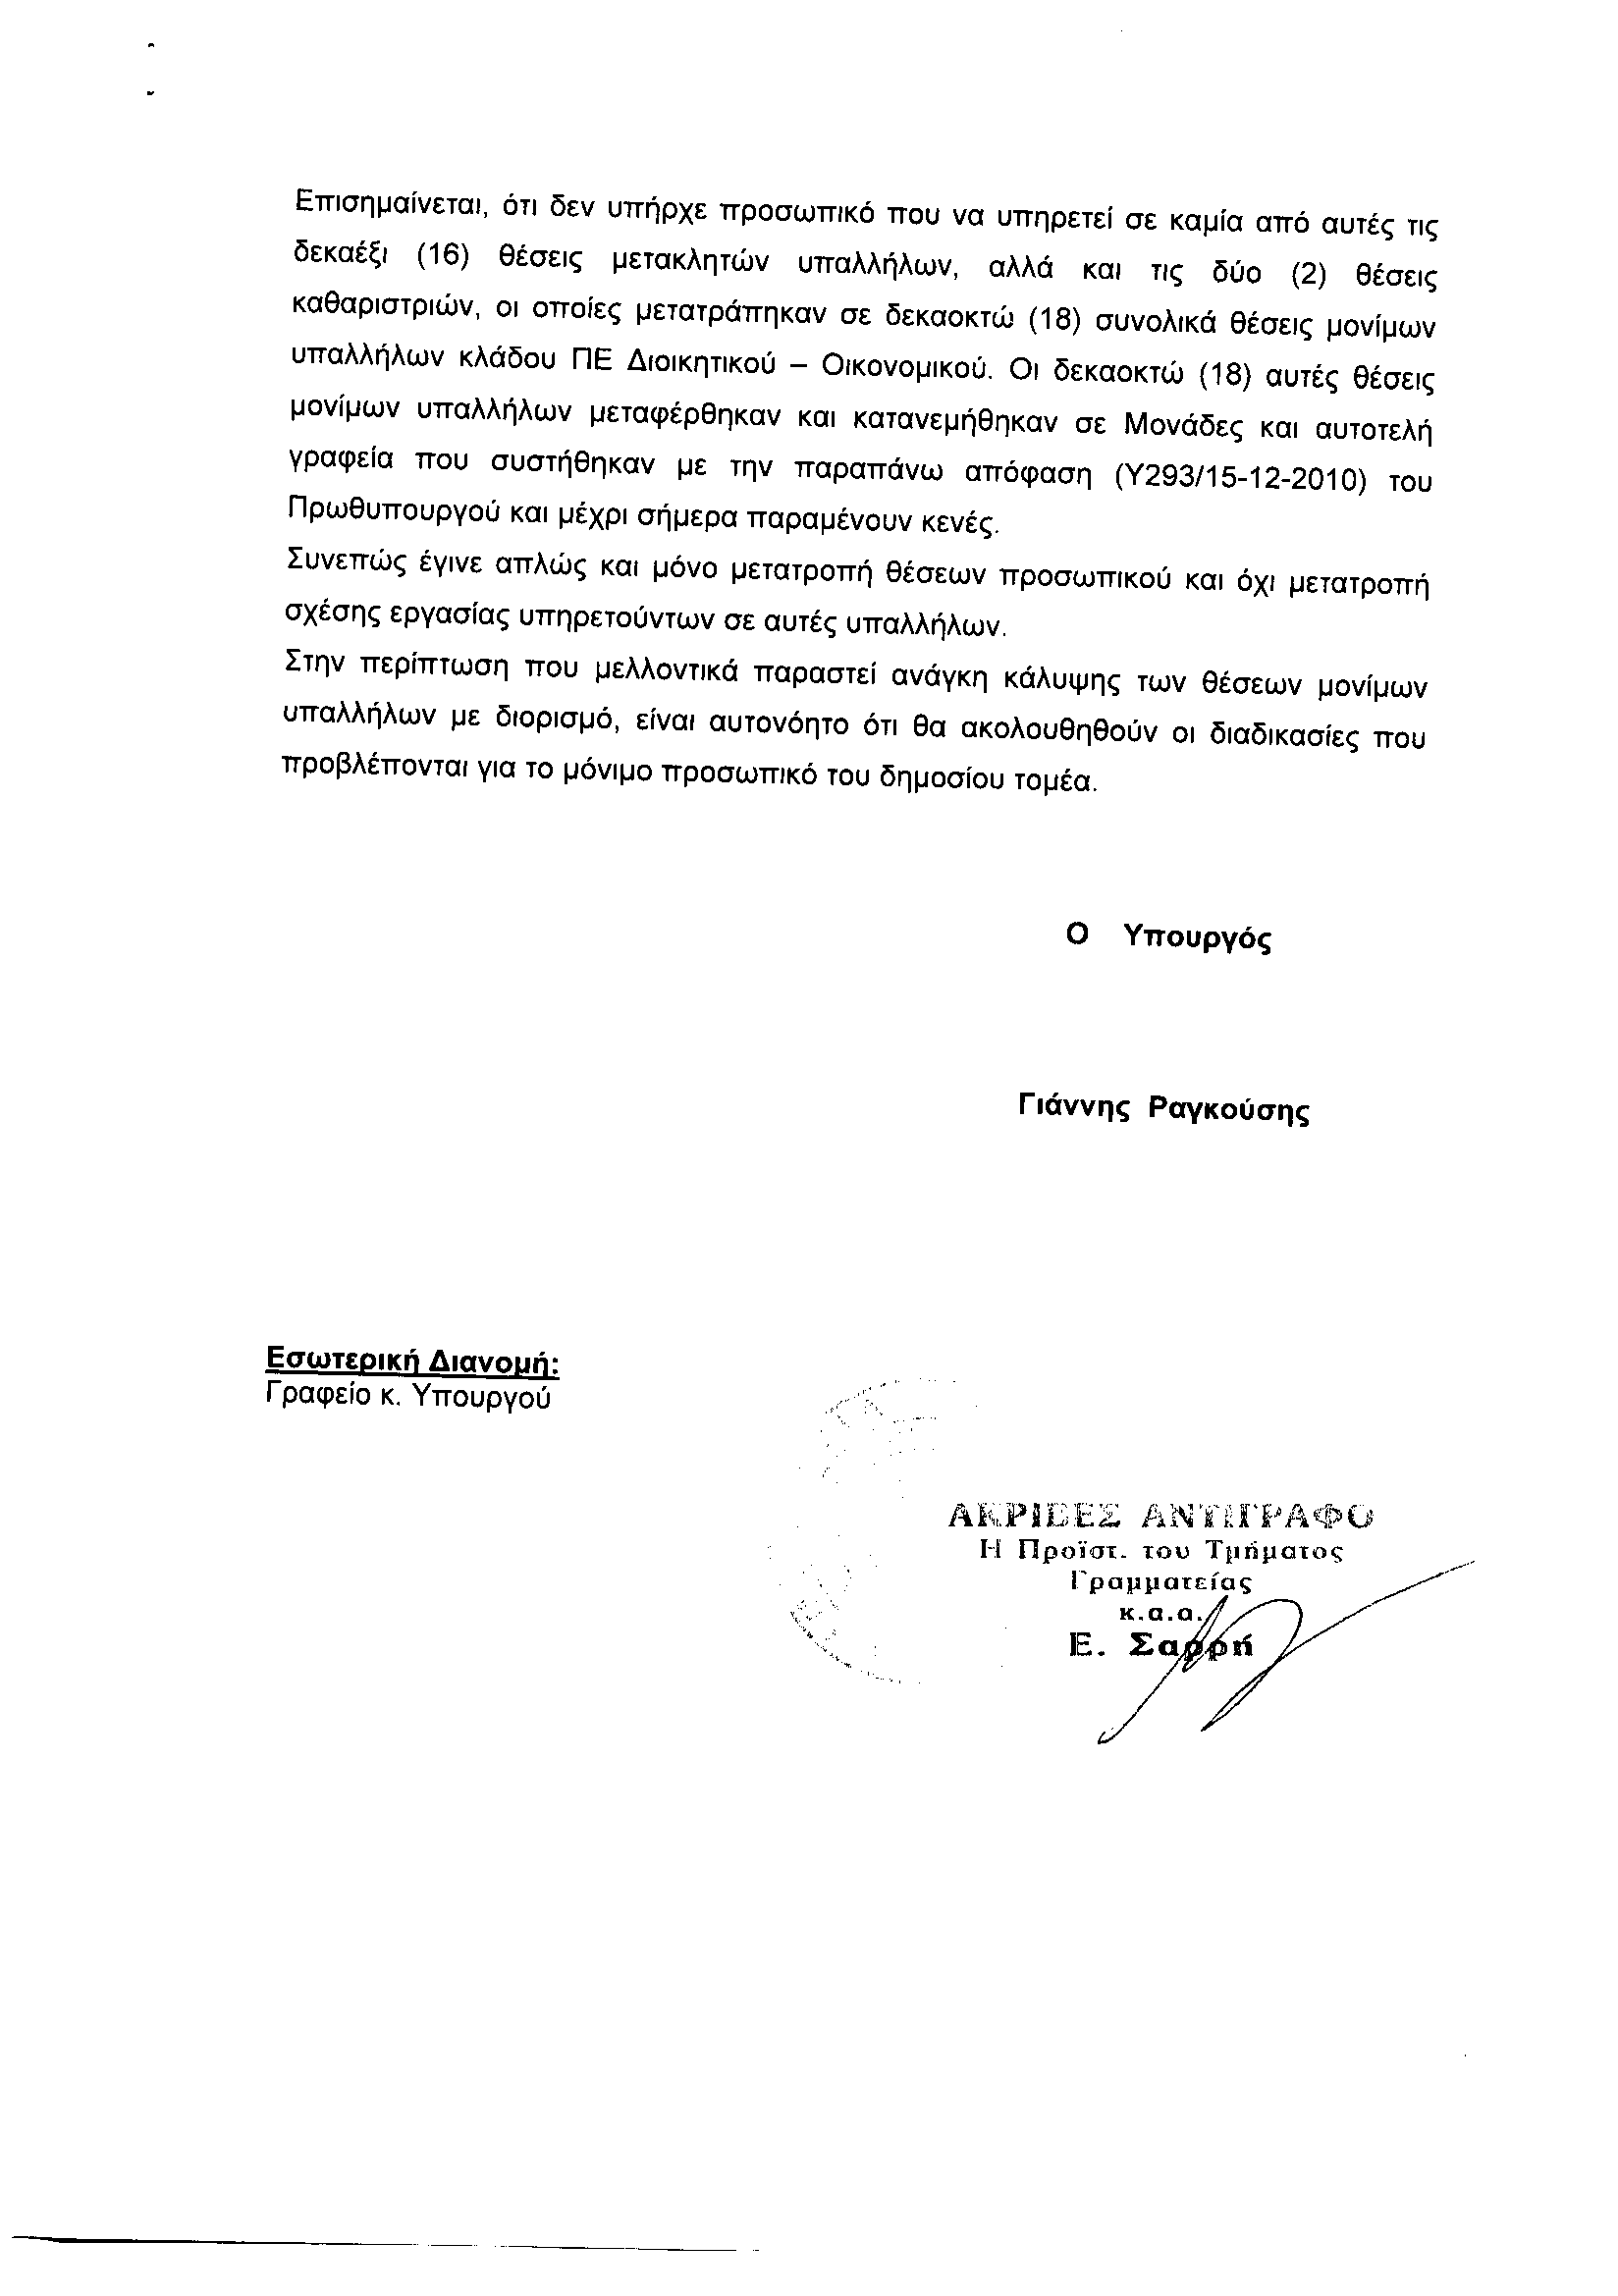 Επισημαίνεται, ότι δεν υπήρχε προσωπικό που να υπηρετεί σε καμία από αυτές τις
δεκαέξι (16) θέσεις μετακλητών υπαλλήλων, αλλά και τις δύο (2) θέσεις
καθαριστριών, οι οποίες μετατράπηκαν σε δεκαοκτώ (18) συνολικά θέσεις μονίμων
υπαλλήλων κλάδου ΠΕ Διοικητικού – Οικονομικού. Οι δεκαοκτώ (18) αυτές θέσεις
μονίμων υπαλλήλων μεταφέρθηκαν και κατανεμήθηκαν σε Μονάδες και αυτοτελή
γραφεία που συστήθηκαν με την παραπάνω απόφαση (Υ293/15-12-2010) του
Πρωθυπουργού και μέχρι σήμερα παραμένουν κενές.
Συνεπώς έγινε απλώς και μόνο μετατροπή θέσεων προσωπικού και όχι μετατροπή
σχέσης εργασίας υπηρετούντων σε αυτές υπαλλήλων.
Στην περίπτωση που μελλοντικά παραστεί ανάγκη κάλυψης των θέσεων μονίμων
υπαλλήλων με διορισμό, είναι αυτονόητο ότι θα ακολουθηθούν οι διαδικασίες που
προβλέπονται για το μόνιμο προσωπικό του δημοσίου τομέα.
Ο Υπουργός
Γιάννης Ραγκούσης
Εσωτερική Διανομή:
Γραφείο κ. Υπουργού
ΑΚΡΙΒΕΣ ΑΝΤΙΓΡΑΦΟ
Η Προϊστ. του Τμήματος
Γραμματείας
κ.α.α.
Ε. Σαρρή